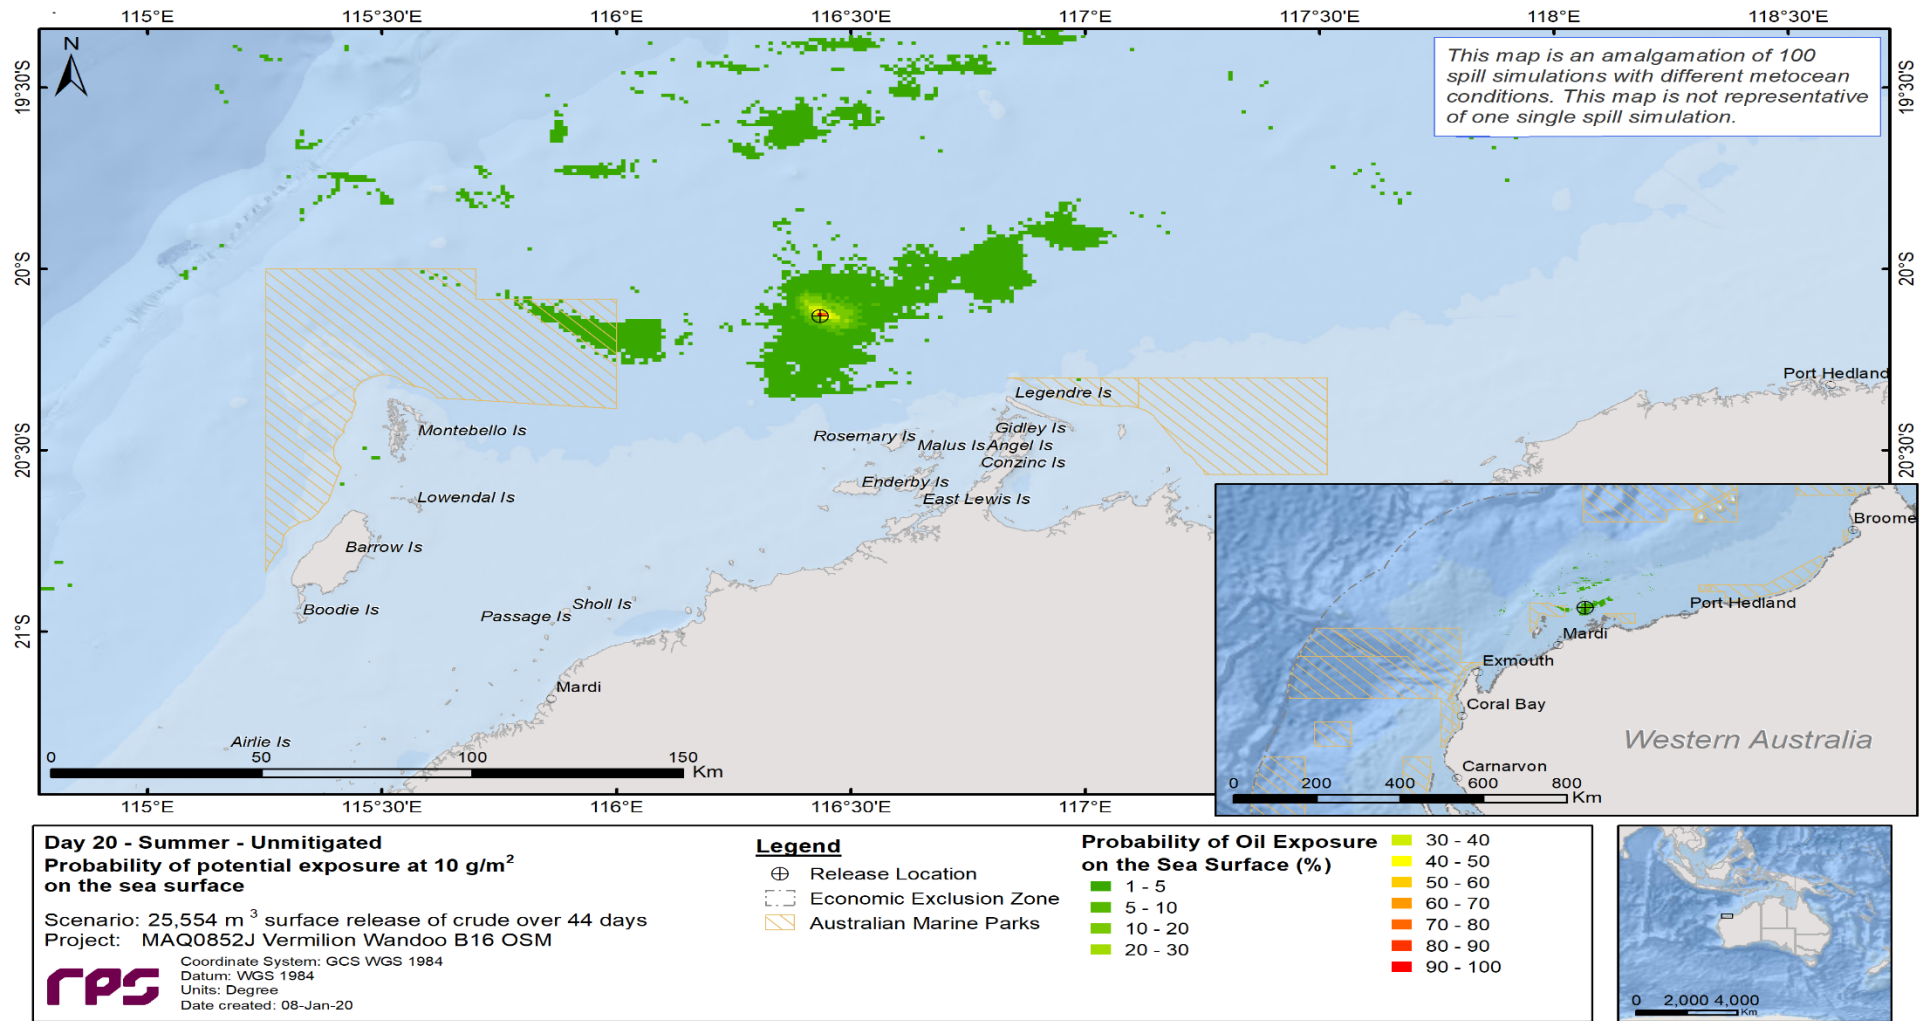 115°E 115°30'E 116°E 116°30'E 117°E 117°30'E 118°E 118°30'E
N
This map is an amalgamation of 100
spill simulations with different metocean
conditions. This map is not representative
of one single spill simulation.
19°30'S 19°30'S
20°S 20°S
Port Hedland
Legendre Is
Montebello Is
Rosemary Is
Gidley Is
Malus Is
Angel Is
20°30'S 20°30'S
Conzinc Is
Enderby Is
Lowendal Is
East Lewis Is
Barrow Is
Boodie Is
Passage Is
Sholl Is
21°S
Mardi
Airlie Is
0 50 100 150
Km
Broome
Port Hedland
Mardi
Exmouth
Coral Bay
Western Australia
Carnarvon
0 200 400 600 800
Km
115°E 115°30'E 116°E 116°30'E 117°E
Day 20 - Summer - Unmitigated
Probability of potential exposure at 10 g/m²
on the sea surface
Scenario: 25,554 m ³ surface release of crude over 44 days
Project: MAQ0852J Vermilion Wandoo B16 OSM
rps
Coordinate System: GCS WGS 1984
Datum: WGS 1984
Units: Degree
Date created: 08-Jan-20
Legend
Release Location
Economic Exclusion Zone
Australian Marine Parks
Probability of Oil Exposure
on the Sea Surface (%)
1 - 5
5 - 10
10 - 20
20 - 30
30 - 40
40 - 50
50 - 60
60 - 70
70 - 80
80 - 90
90 - 100
0 2,000 4,000
Km